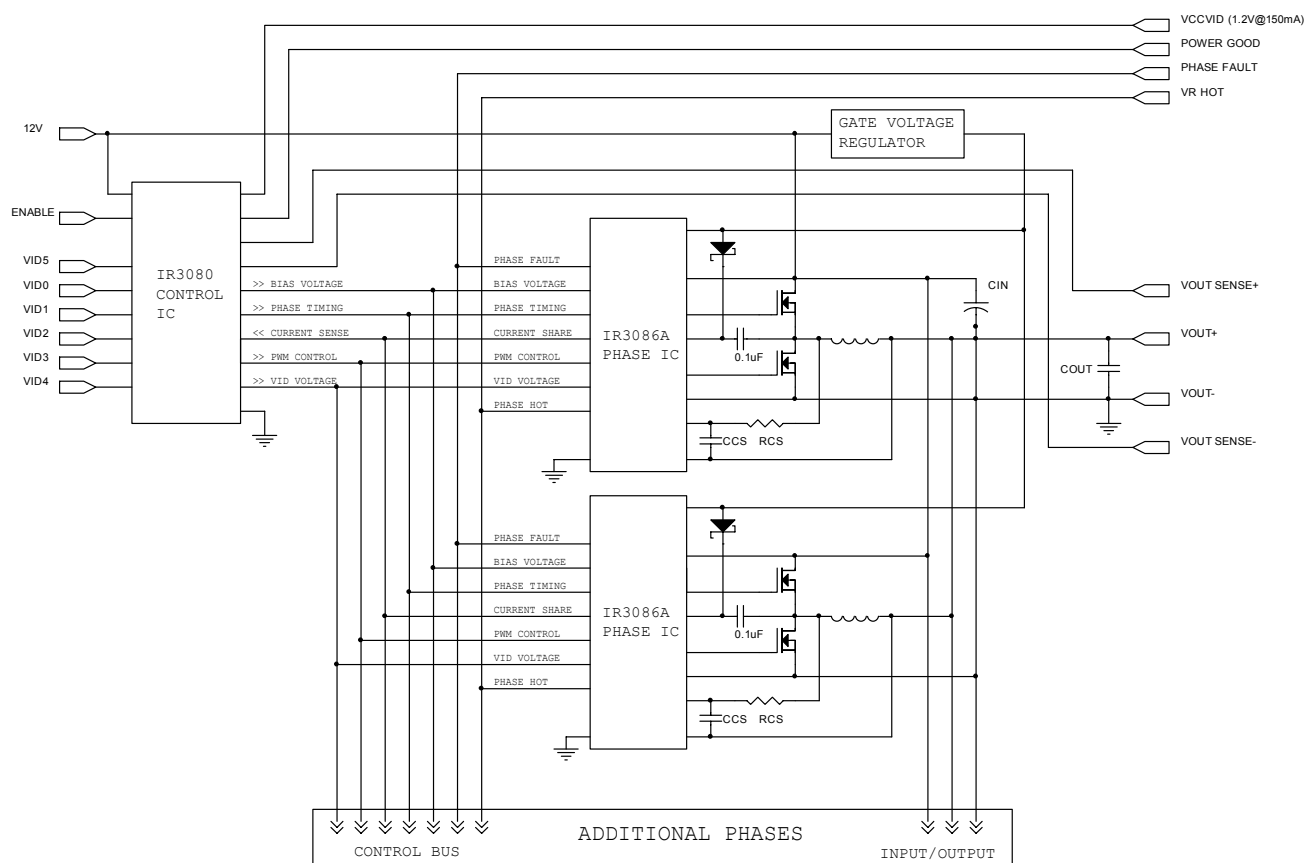 VCCVID (1.2V@150mA)
POWER GOOD
PHASE FAULT
VR HOT
12V
GATE VOLTAGE
REGULATOR
ENABLE
VID5
VID0
VID1
VID2
VID3
VID4
IR3080
CONTROL
IC
>> BIAS VOLTAGE
>> PHASE TIMING
<< CURRENT SENSE
>> PWM CONTROL
>> VID VOLTAGE
PHASE FAULT
BIAS VOLTAGE
PHASE TIMING
CURRENT SHARE
PWM CONTROL
VID VOLTAGE
PHASE HOT
IR3086A
PHASE IC
0.1uF
CCS
RCS
CIN
COUT
VOUT SENSE+
VOUT+
VOUT-
VOUT SENSE-
PHASE FAULT
BIAS VOLTAGE
PHASE TIMING
CURRENT SHARE
PWM CONTROL
VID VOLTAGE
PHASE HOT
IR3086A
PHASE IC
0.1uF
CCS
RCS
ADDITIONAL PHASES
CONTROL BUS
INPUT/OUTPUT